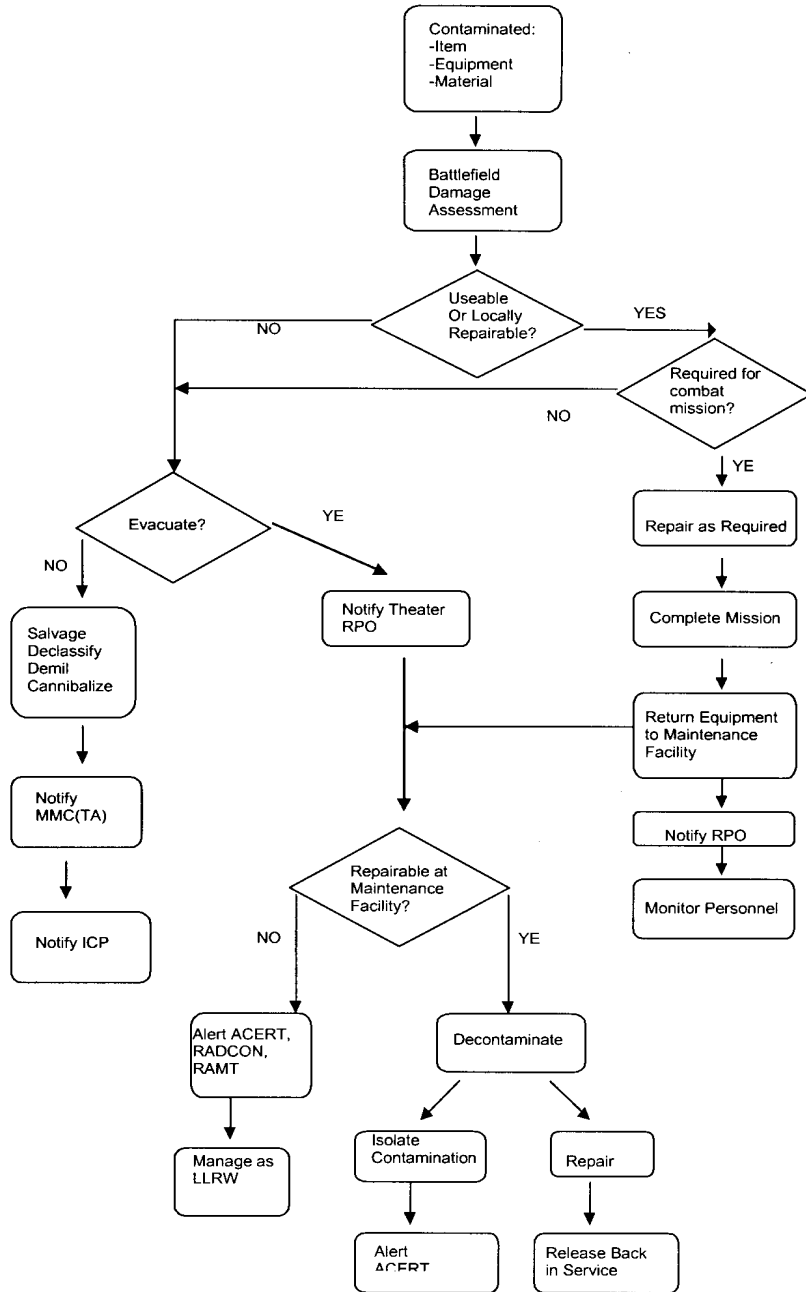 Contaminated:
-Item
-Equipment
-Material
Battlefield
Damage
Assessment
Useable
Or Locally
Repairable?
NO
YES
Required for
combat
mission?
NO
YE
Evacuate?
YE
NO
Repair as Required
Notify Theater
RPO
Complete Mission
Salvage
Declassify
Demil
Cannibalize
Return Equipment
to Maintenance
Facility
Notify
MMC(TA)
Notify RPO
Repairable at
Maintenance
Facility?
Monitor Personnel
Notify ICP
NO
YE
Alert ACERT,
RADCON,
RAMT
Decontaminate
Manage as
LLRW
Isolate
Contamination
Repair
Alert
ACERT
Release Back
in Service